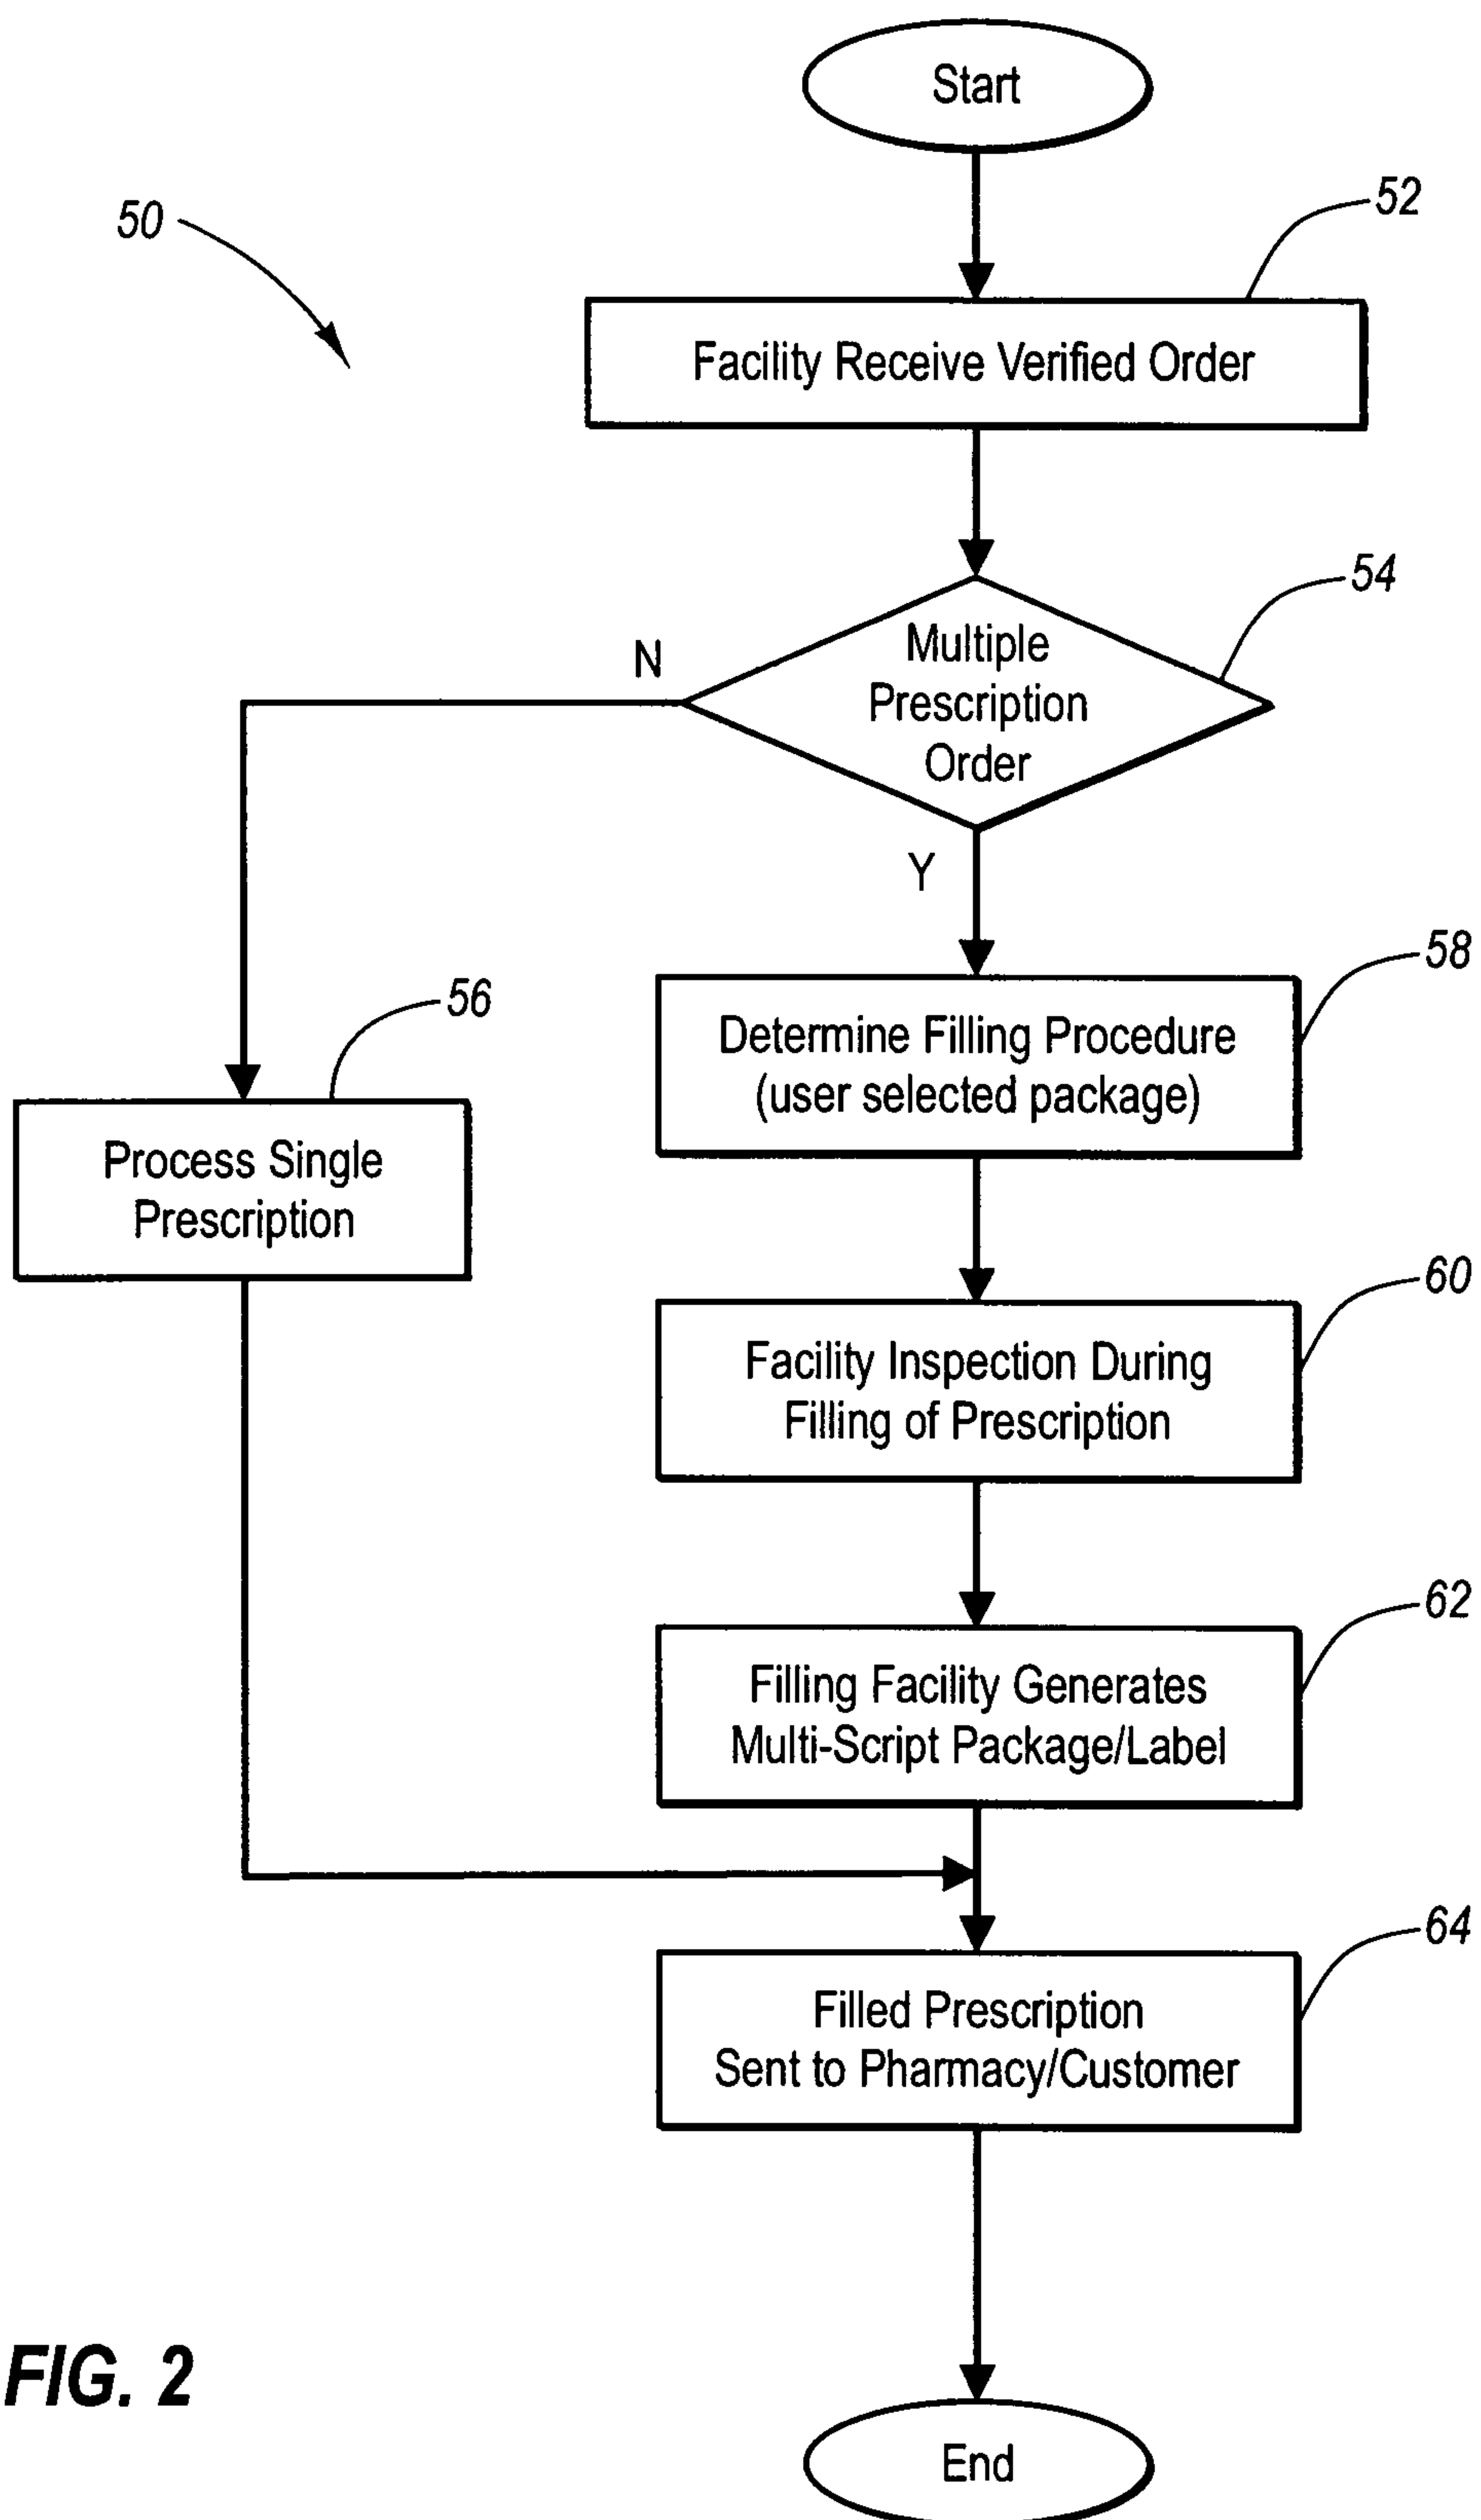 Start
50
52
Facility Receive Verified Order
54
N
Multiple
Prescription
Order
Y
58
56
Determine Filling Procedure
(user selected package)
Process Single
Prescription
60
Facility Inspection During
Filling of Prescription
62
Filling Facility Generates
Multi-Script Package/Label
64
Filled Prescription
Sent to Pharmacy/Customer
FIG. 2
End